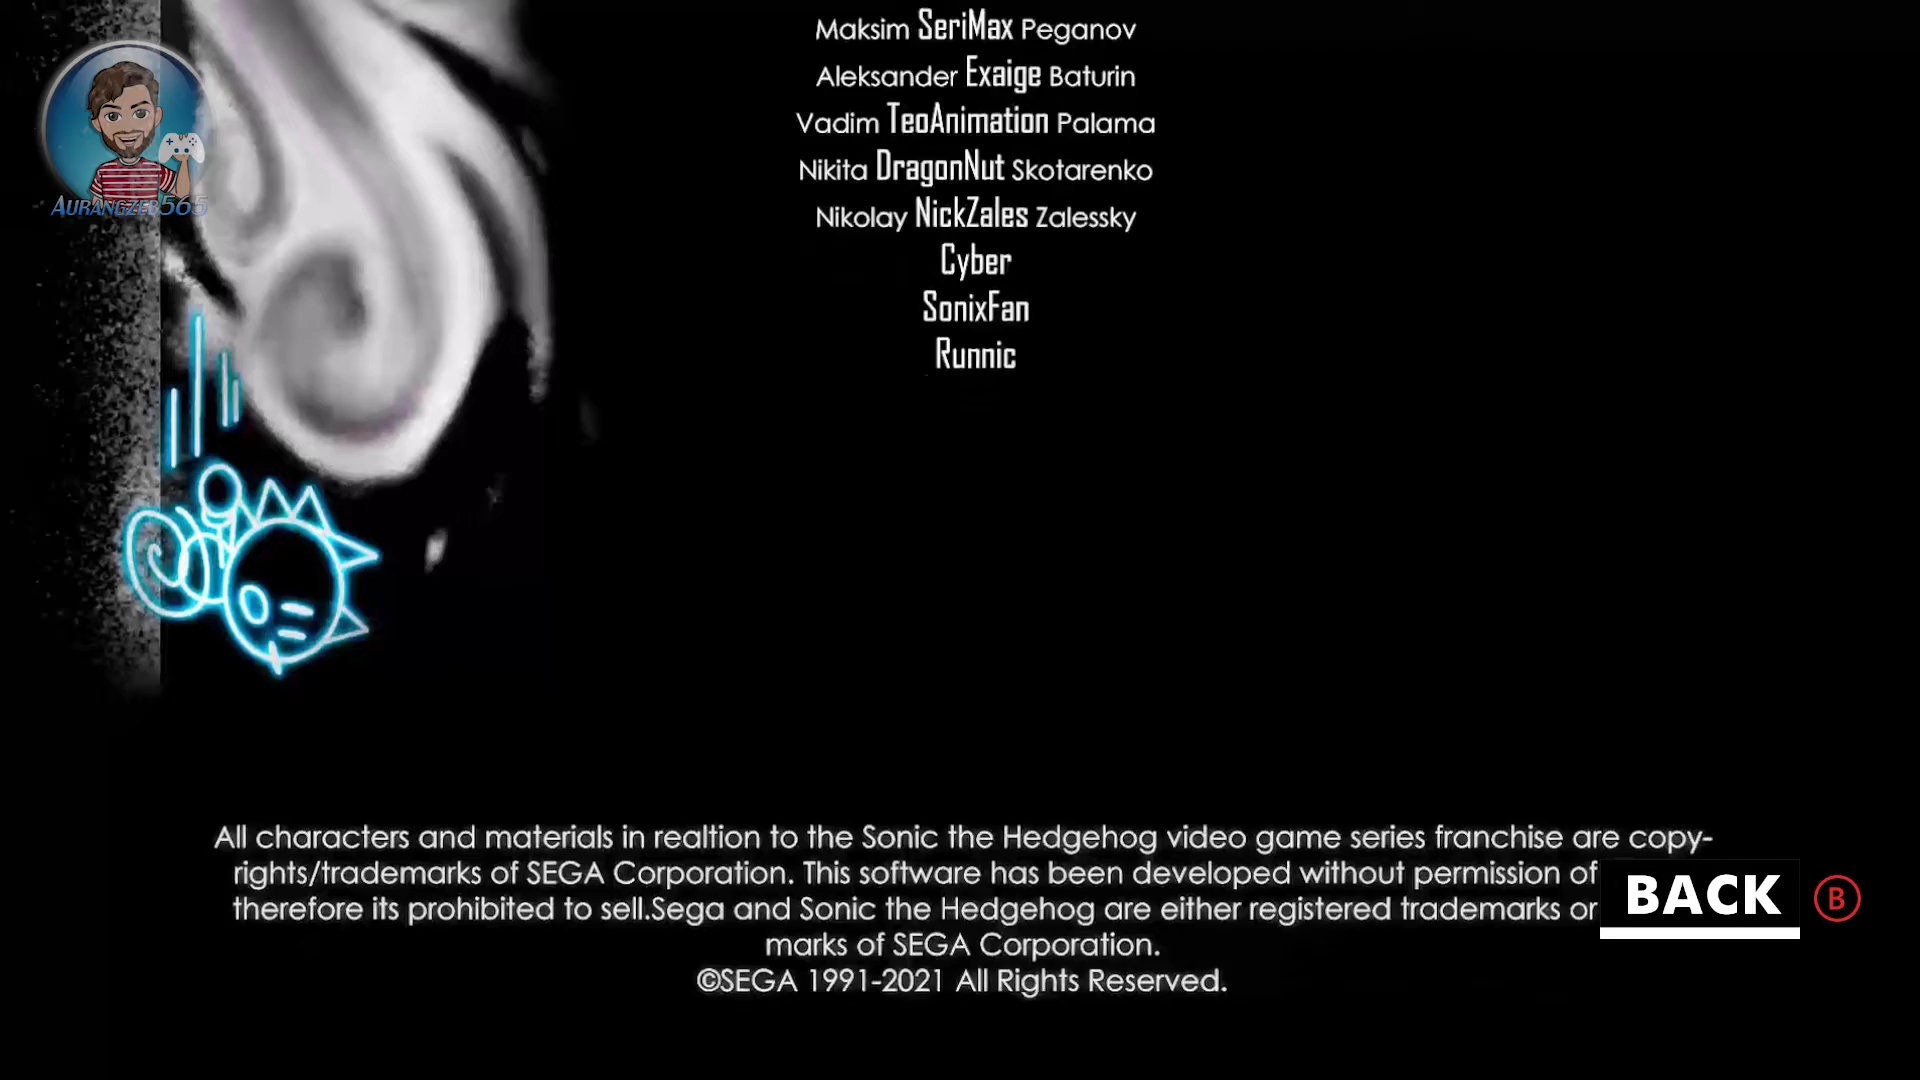 Maksim SeriMax Peganov
Aleksander Exaige Baturin
Vadim TeoAnimation Palama
AURANGZEB565
Nikita DragonNut Skotarenko
Nikolay NickZales Zalessky
Cyber
SonixFan
Runnic
All characters and materials in realtion to the Sonic the Hedgehog video game series franchise are copy-
rights/trademarks of SEGA Corporation. This software has been developed without permission of
therefore its prohibited to sell.Sega and Sonic the Hedgehog are either registered trademarks or
BACK B
marks of SEGA Corporation.
©SEGA 1991-2021 All Rights Reserved.